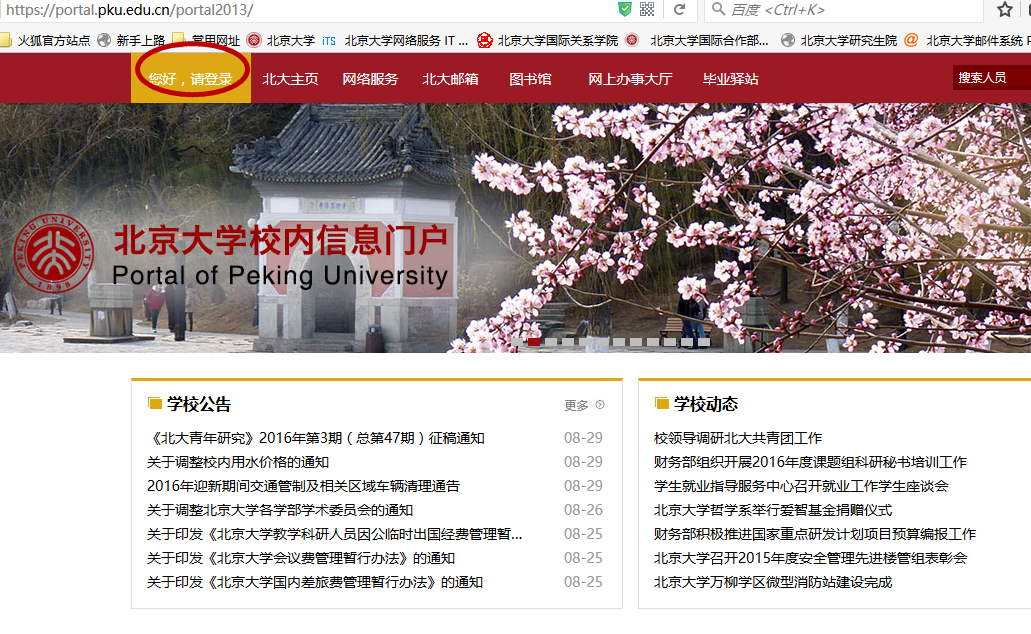 https://portal.pku.edu.cn/portal2013/
百度 <Ctrl+K>
火狐官方站点 新手上路 常用网址 北京大学 iTS 北京大学网络服务 IT ... 北京大学国际关系学院 北京大学国际合作部... 北京大学研究生院 @ 北京大学邮件系统 P
您好，请登录 北大主页 网络服务 北大邮箱 图书馆 网上办事大厅 毕业驿站 搜索人员
PEKING UNIVERSITY 1898
北京大学校内信息门户
Portal of Peking University
学校公告 更多
《北大青年研究》2016年第3期（总第47期）征稿通知 08-29
关于调整校内用水价格的通知 08-29
2016年迎新期间交通管制及相关区域车辆清理通告 08-29
关于调整北京大学各学部学术委员会的通知 08-26
关于印发《北京大学教学科研人员因公临时出国经费管理暂... 08-25
关于印发《北京大学会议费管理暂行办法》的通知 08-25
关于印发《北京大学国内差旅费管理暂行办法》的通知 08-25
学校动态
校领导调研北大共青团工作
财务部组织开展2016年度课题组科研秘书培训工作
学生就业指导服务中心召开就业工作学生座谈会
北京大学哲学系举行爱智基金捐赠仪式
财务部积极推进国家重点研发计划项目预算编报工作
北京大学召开2015年度安全管理先进楼管组表彰会
北京大学万柳学区微型消防站建设完成